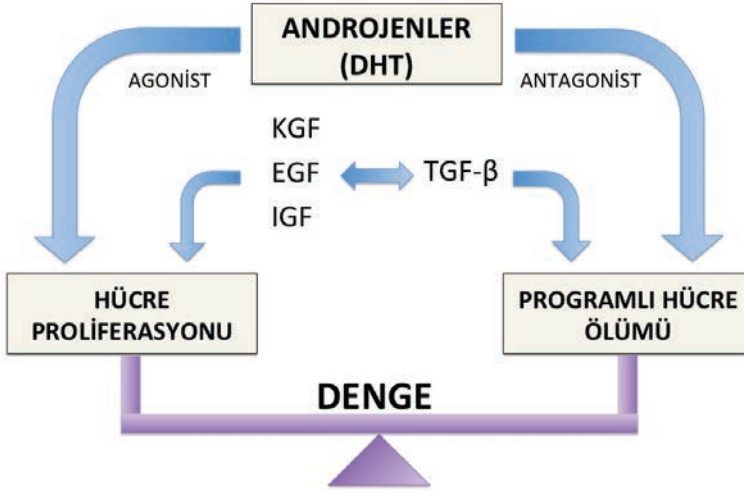 ANDROJENLER
(DHT)
AGONİST
ANTAGONİST
KGF
EGF
TGF-β
IGF
HÜCRE
PROLİFERASYONU
PROGRAMLI HÜCRE
ÖLÜMÜ
DENGE